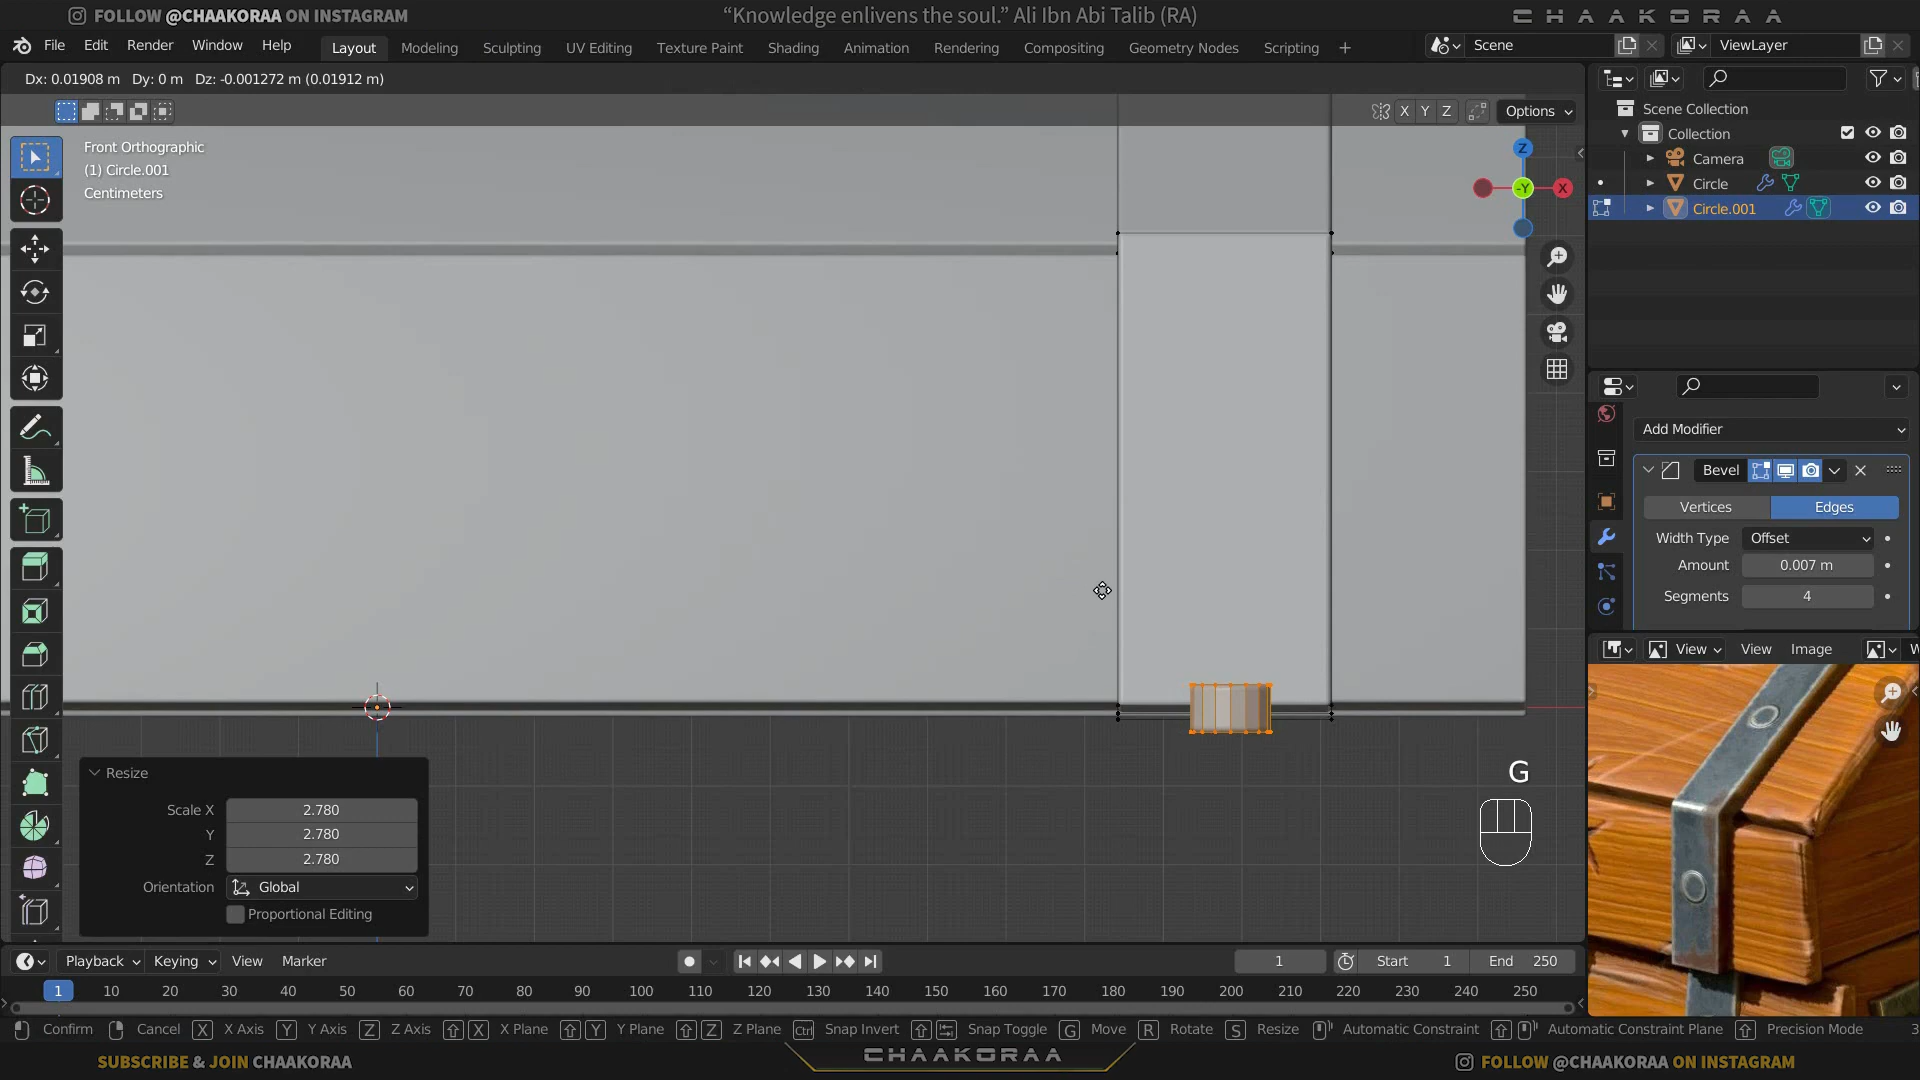 FOLLOW @CHAAKORAA ON INSTAGRAM
“Knowledge enlivens the soul.” Ali Ibn Abi Talib (RA)
CHAAKORAA
File Edit Render Window Help
Layout Modeling Sculpting UV Editing Texture Paint Shading Animation Rendering Compositing Geometry Nodes Scripting +
Scene
ViewLayer
Dx: 0.01908 m Dy: 0 m Dz: -0.001272 m (0.01912 m)
X Y Z Options
Front Orthographic
(1) Circle.001
Centimeters
Z
-Y X
Scene Collection
Collection
Camera
Circle
Circle.001
Add Modifier
Bevel
Vertices Edges
Width Type Offset
Amount 0.007 m
Segments 4
View View Image
G
Resize
Scale X 2.780
Y 2.780
Z 2.780
Orientation Global
Proportional Editing
Playback Keying View Marker
1 Start 1 End 250
1 10 20 30 40 50 60 70 80 90 100 110 120 130 140 150 160 170 180 190 200 210 220 230 240 250
Confirm Cancel X X Axis Y Y Axis Z Z Axis X X Plane Y Y Plane Z Z Plane Ctrl Snap Invert Snap Toggle G Move R Rotate S Resize Automatic Constraint Automatic Constraint Plane Precision Mode
SUBSCRIBE & JOIN CHAAKORAA
CHAAKORAA
FOLLOW @CHAAKORAA ON INSTAGRAM